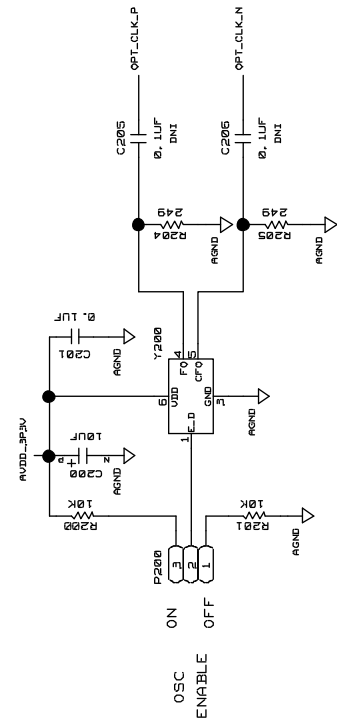 OPT_CLK_P
OPT_CLK_N
C205
0.1UF
DNI
C206
0.1UF
DNI
249
R204
AGND
249
R205
AGND
0.1UF
C201
AGND
Y200
4
FO
5
CFO
6
VDD
GND
3
AGND
1
E_D
AVDD_3P3V
P
+
N
10UF
C200
AGND
10K
R200
10K
R201
AGND
P200
3
2
1
ON
OFF
OSC
ENABLE